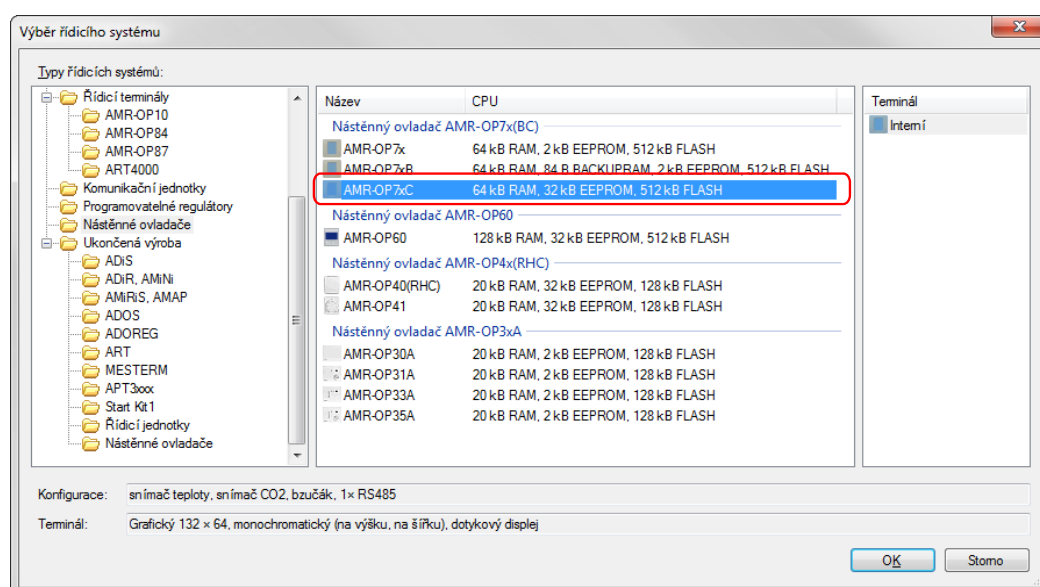 Výběr řídicího systému
Typy řídicích systémů:
Řídicí terminály
AMR-OP10
AMR-OP84
AMR-OP87
ART4000
Komunikační jednotky
Programovatelné regulátory
Nástěnné ovladače
Ukončená výroba
ADiS
ADiR, AMiNi
AMiRiS, AMAP
ADOS
ADOREG
ART
MESTERM
APT3xxx
Start Kit1
Řídicí jednotky
Nástěnné ovladače
Název CPU
Nástěnný ovladač AMR-OP7x(BC)
AMR-OP7x 64 kB RAM, 2 kB EEPROM, 512 kB FLASH
AMR-OP7xB 64 kB RAM, 84 B BACKUPRAM, 2 kB EEPROM, 512 kB FLASH
AMR-OP7xC 64 kB RAM, 32 kB EEPROM, 512 kB FLASH
Nástěnný ovladač AMR-OP60
AMR-OP60 128 kB RAM, 32 kB EEPROM, 512 kB FLASH
Nástěnný ovladač AMR-OP4x(RHC)
AMR-OP40(RHC) 20 kB RAM, 32 kB EEPROM, 128 kB FLASH
AMR-OP41 20 kB RAM, 32 kB EEPROM, 128 kB FLASH
Nástěnný ovladač AMR-OP3xA
AMR-OP30A 20 kB RAM, 2 kB EEPROM, 128 kB FLASH
AMR-OP31A 20 kB RAM, 2 kB EEPROM, 128 kB FLASH
AMR-OP33A 20 kB RAM, 2 kB EEPROM, 128 kB FLASH
AMR-OP35A 20 kB RAM, 2 kB EEPROM, 128 kB FLASH
Terminál
Interní
Konfigurace: snímač teploty, snímač CO2, bzučák, 1× RS485
Terminál: Grafický 132 × 64, monochromatický (na výšku, na šířku), dotykový displej
OK Storno